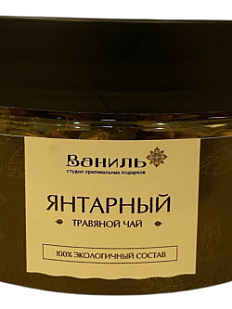 Ваниль
студия оригинальных подарков
ЯНТАРНЫЙ
ТРАВЯНОЙ ЧАЙ
100% ЭКОЛОГИЧНЫЙ СОСТАВ